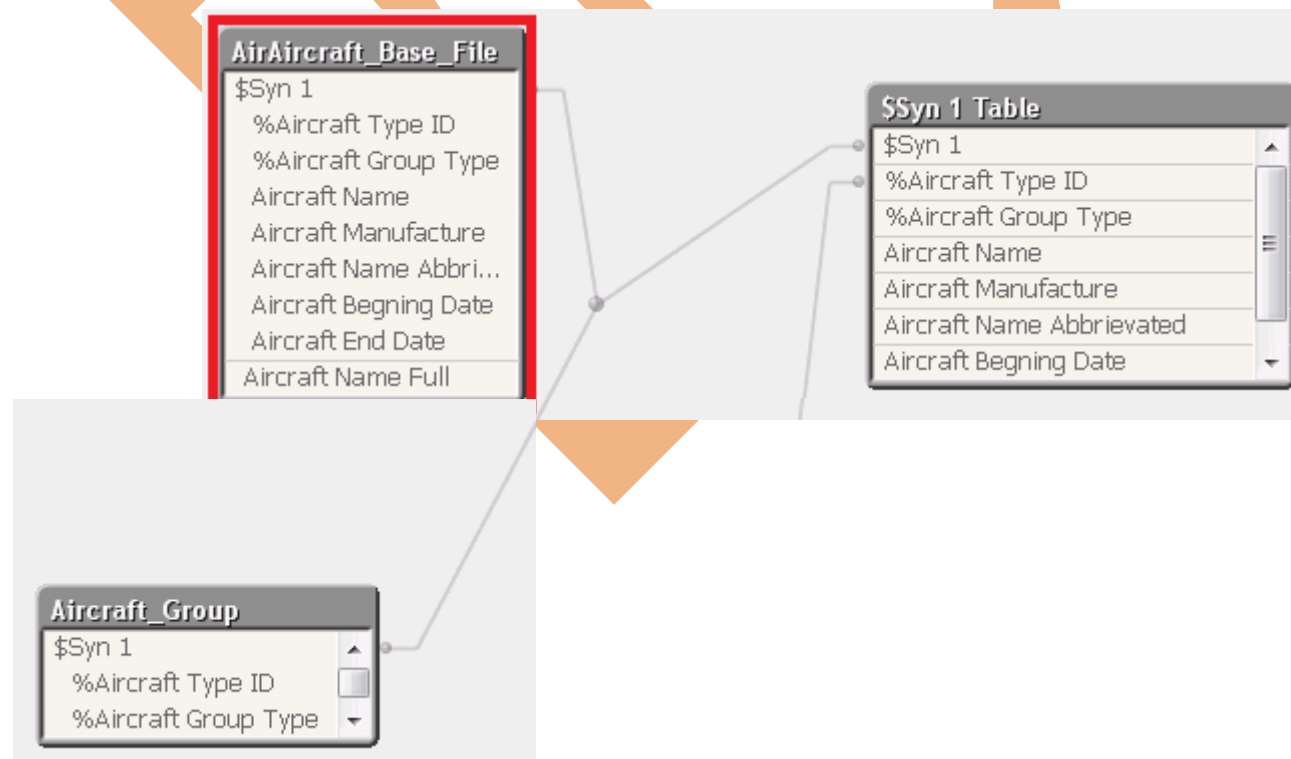 AirAircraft_Base_File
$Syn 1
%Aircraft Type ID
%Aircraft Group Type
Aircraft Name
Aircraft Manufacture
Aircraft Name Abbri...
Aircraft Begning Date
Aircraft End Date
Aircraft Name Full
$Syn 1 Table
$Syn 1
%Aircraft Type ID
%Aircraft Group Type
Aircraft Name
Aircraft Manufacture
Aircraft Name Abbrievated
Aircraft Begning Date
Aircraft_Group
$Syn 1
%Aircraft Type ID
%Aircraft Group Type